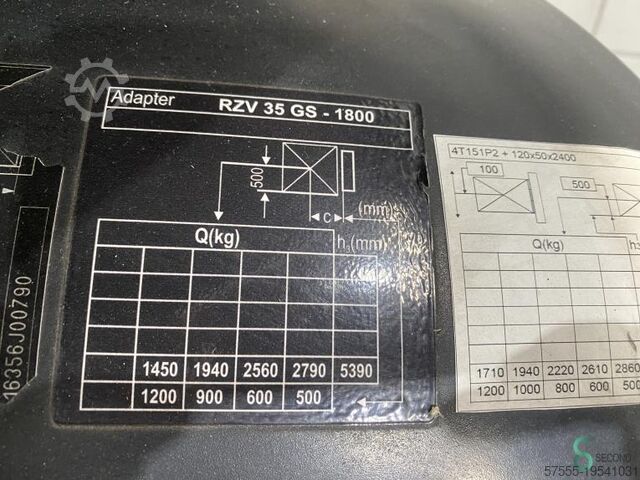 Adapter RZV 35 GS - 1800
500
C
(mm)
Q(kg) h3(mm)
1450 1940 2560 2790 5390
1200 900 600 500
16356J00790
4T151P2 + 120x50x2400
100 500
Q(kg)
1710 1940 2220 2610 2860
1200 1000 800 600 500
SECOND
57555-19541031